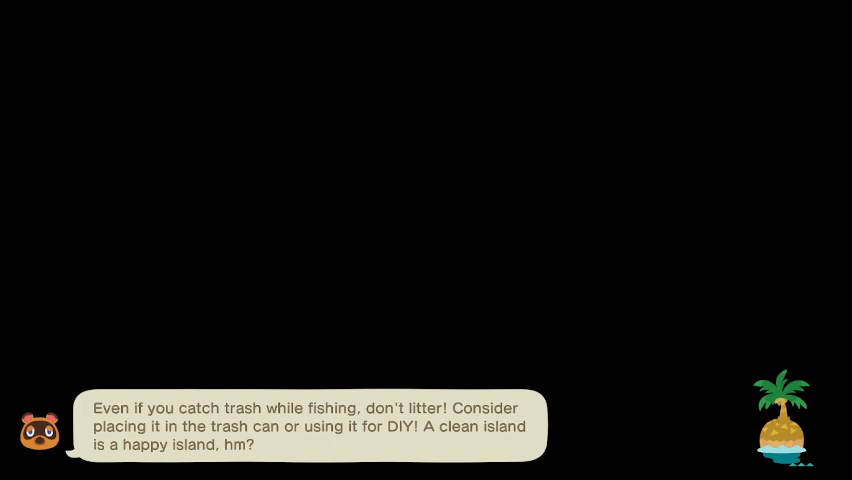 Even if you catch trash while fishing, don't litter! Consider
placing it in the trash can or using it for DIY! A clean island
is a happy island, hm?